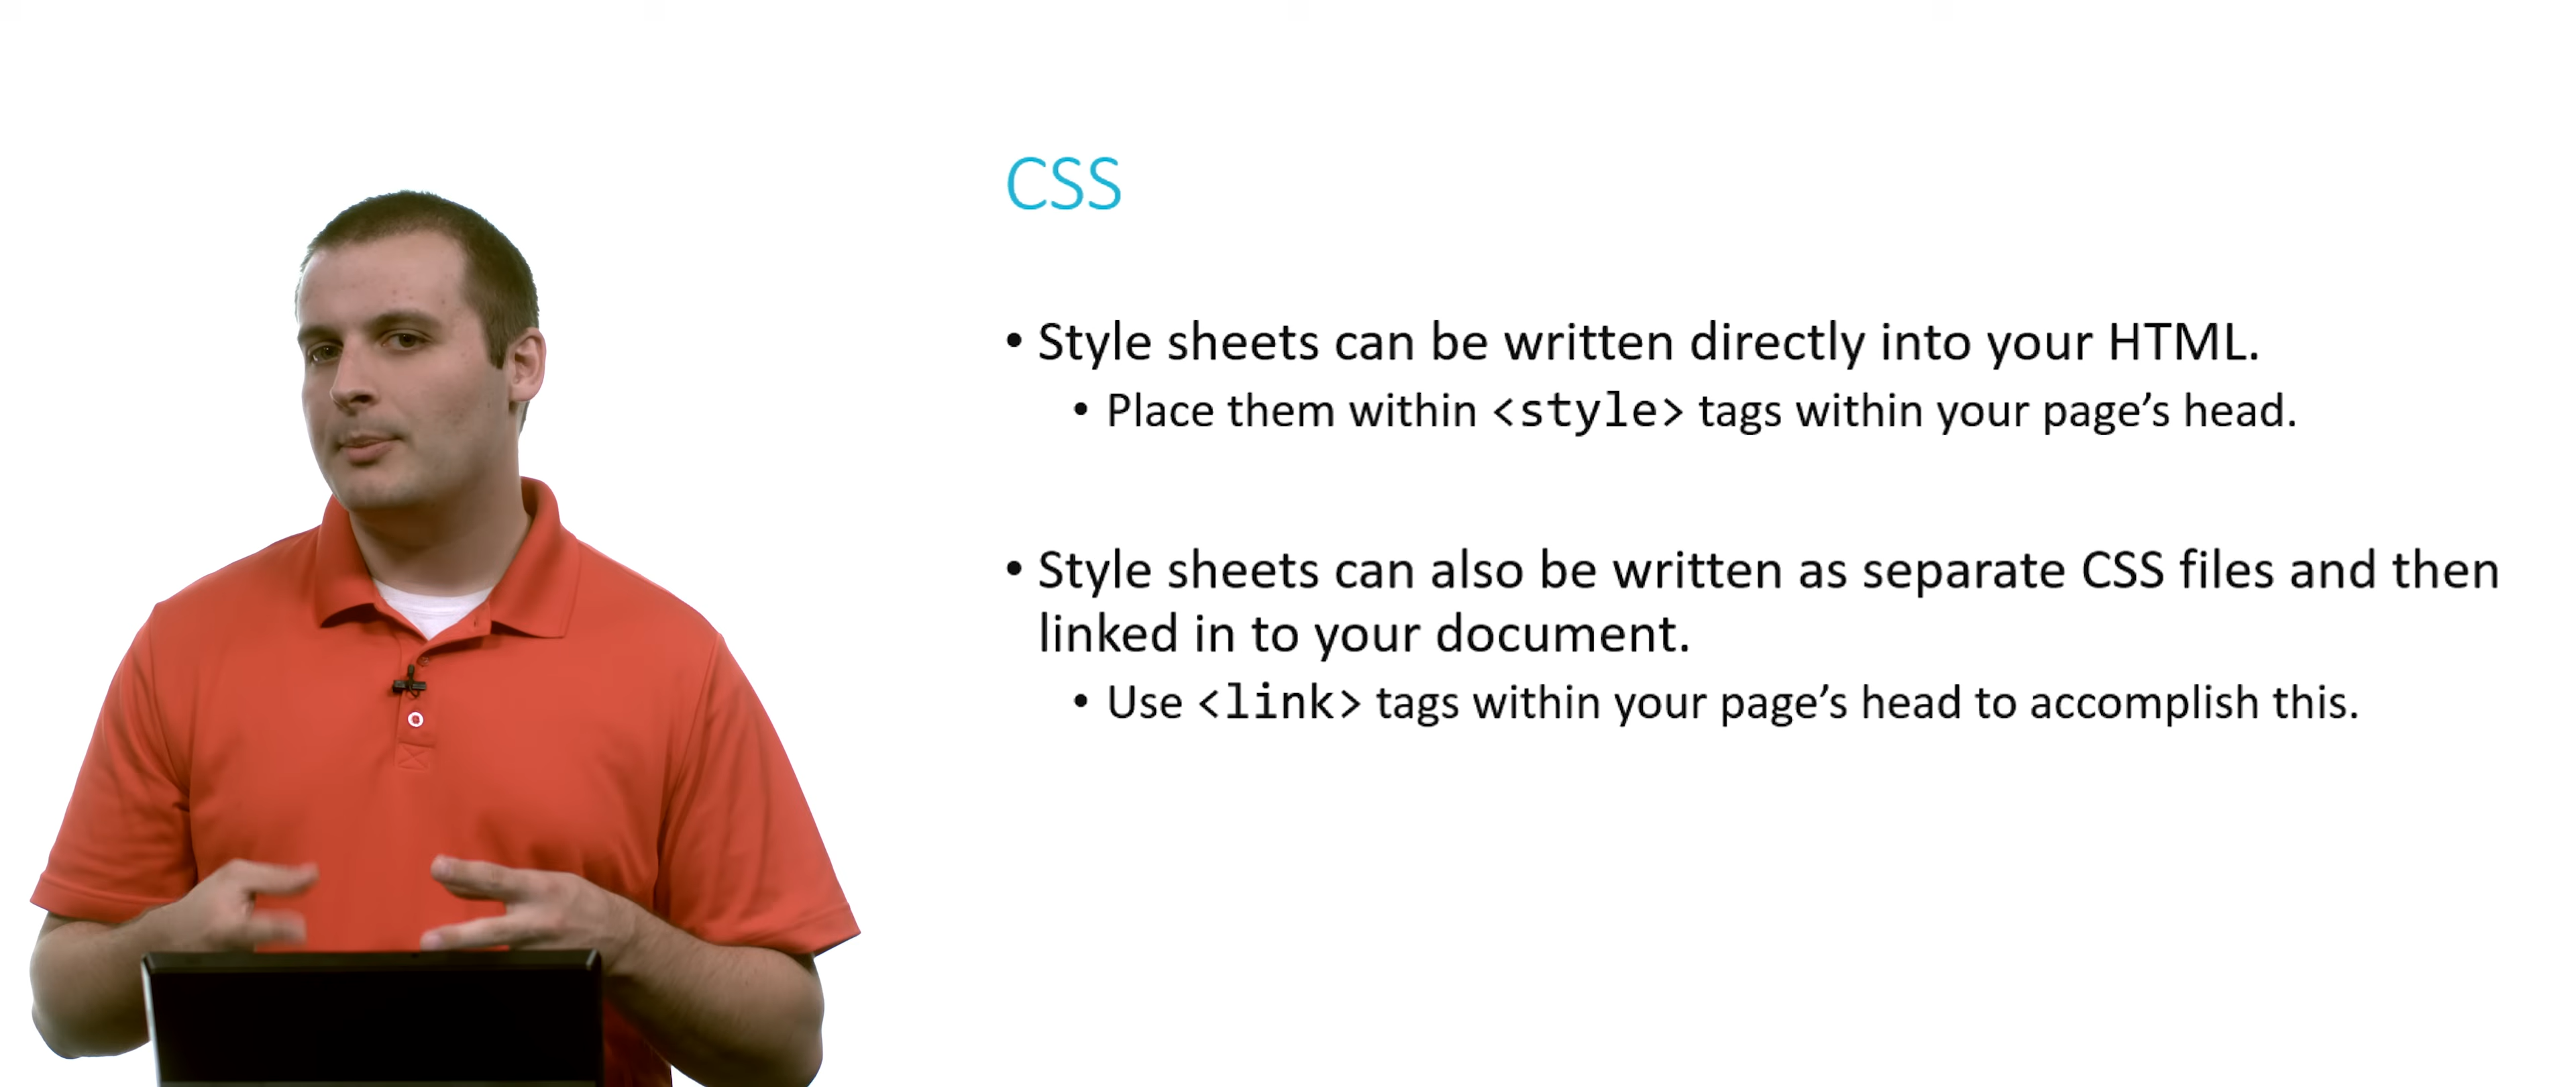 CSS
• Style sheets can be written directly into your HTML.
• Place them within <style> tags within your page’s head.
• Style sheets can also be written as separate CSS files and then
linked in to your document.
• Use <link> tags within your page’s head to accomplish this.